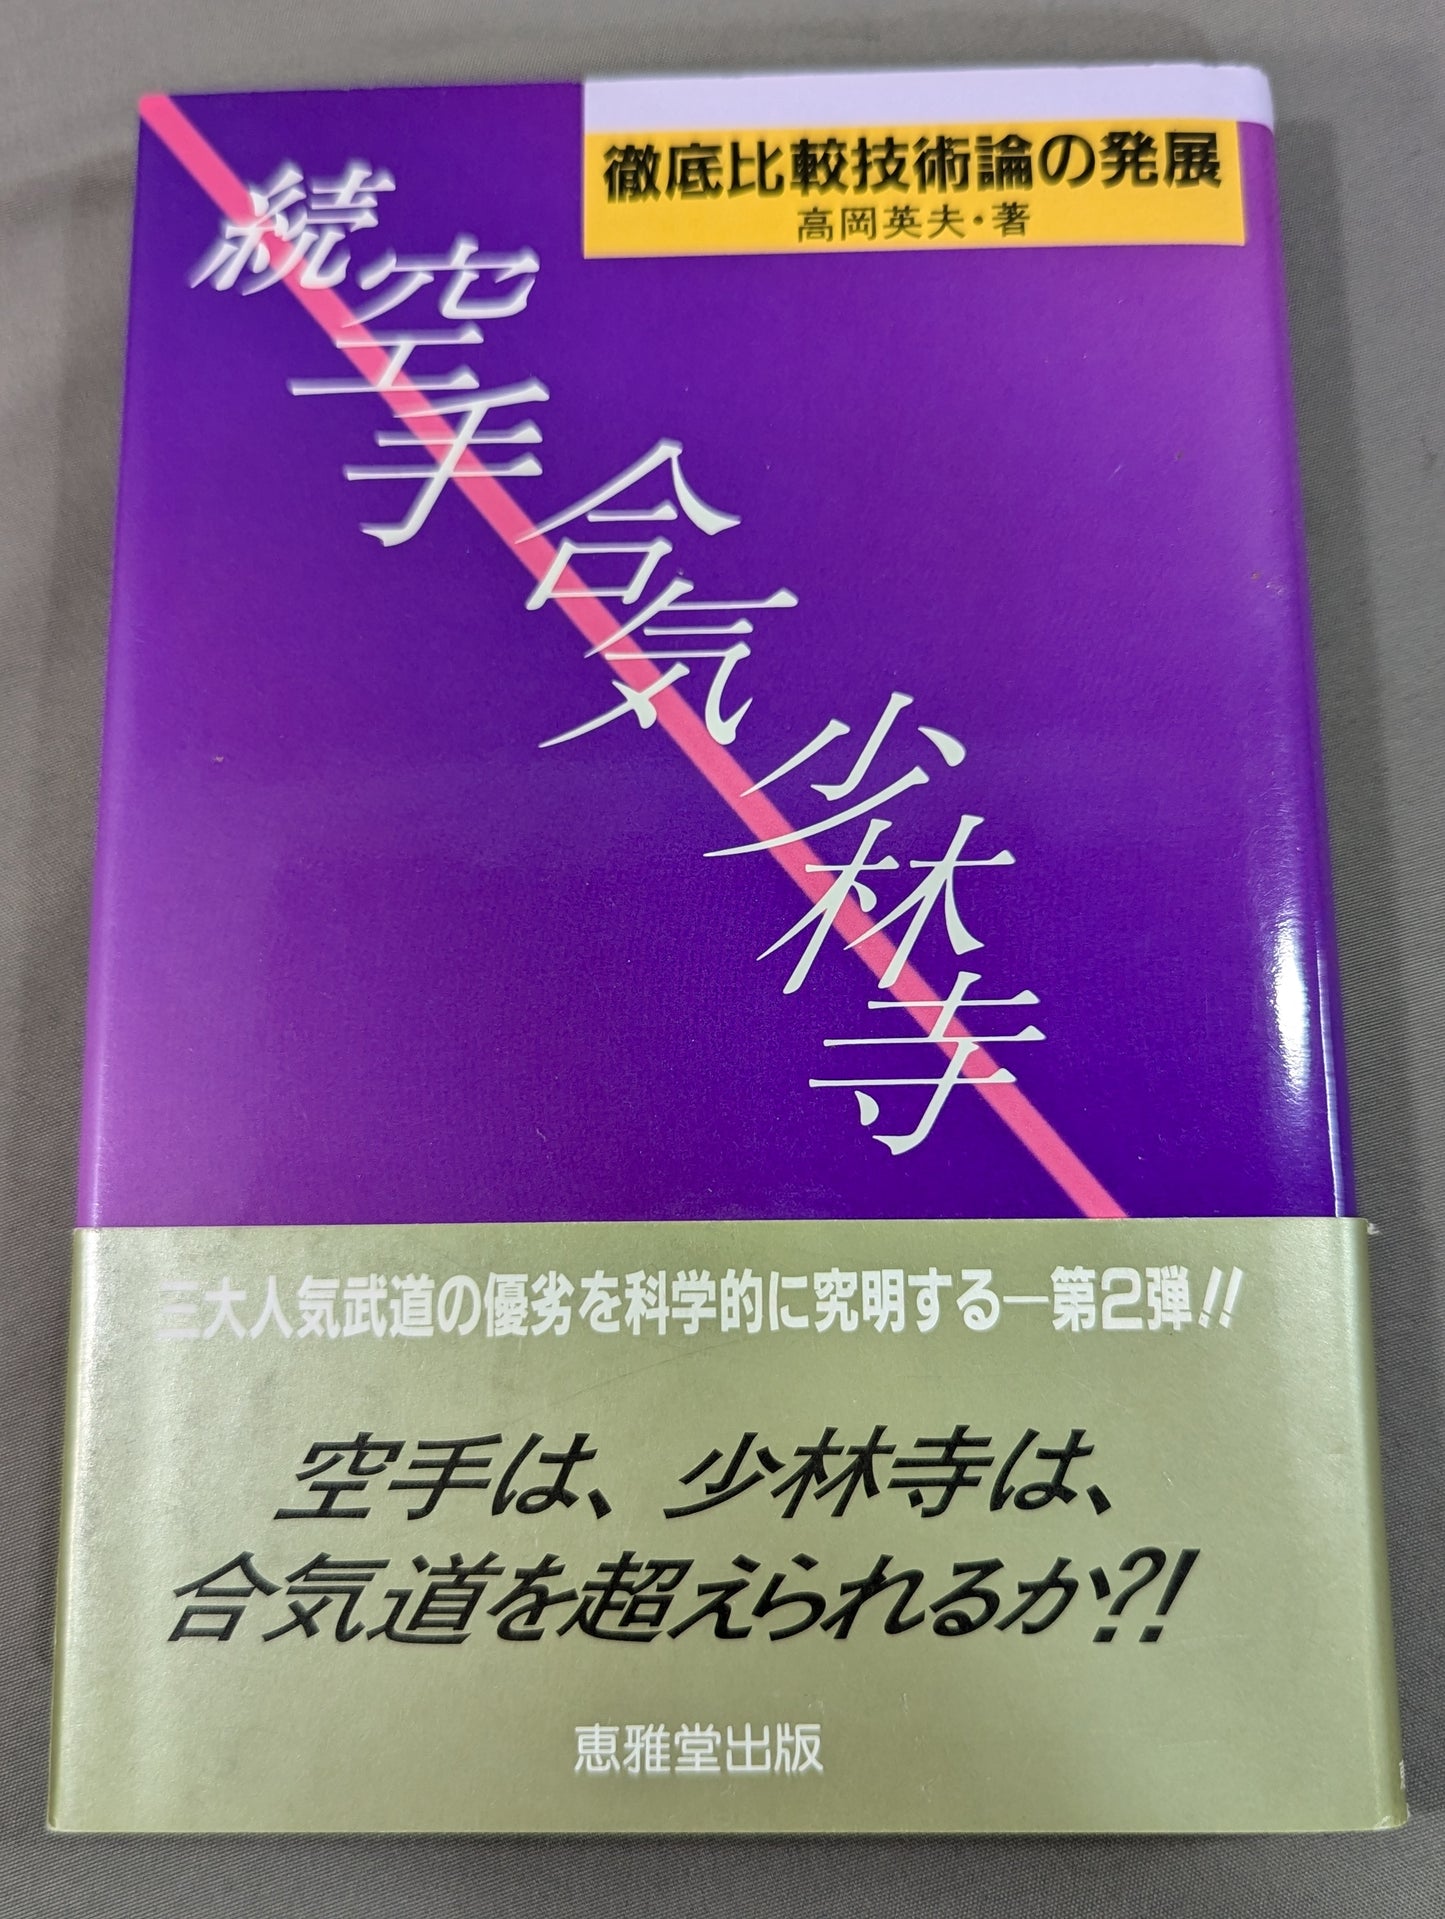 徹底比較技術論の発展
高岡英夫・著
続
空手
合気
少林寺
三大人気武道の優劣を科学的に究明する—第2弾!!
空手は、少林寺は、
合気道を超えられるか?!
恵雅堂出版